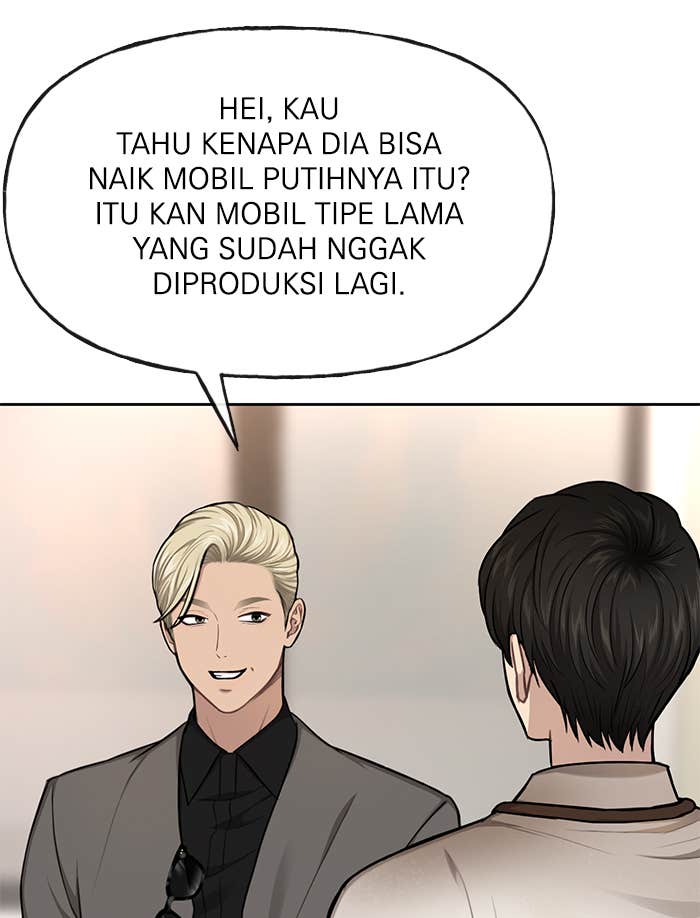 HEI, KAU
TAHU KENAPA DIA BISA
NAIK MOBIL PUTIHNYA ITU?
ITU KAN MOBIL TIPE LAMA
YANG SUDAH NGGAK
DIPRODUKSI LAGI.